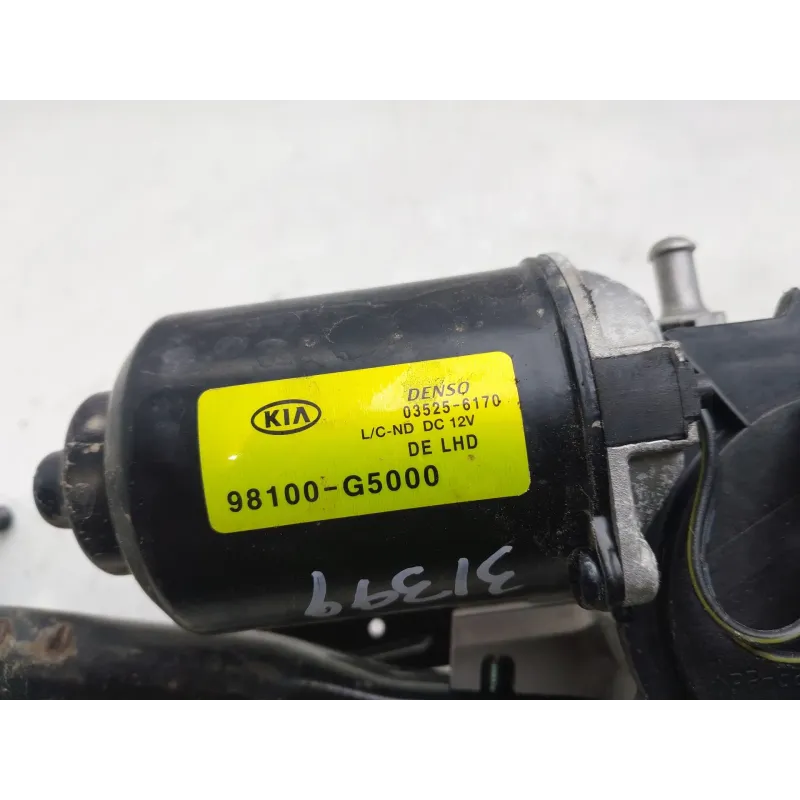 KIA
DENSO
03525-6170
L/C-ND DC 12V
DE LHD
98100-G5000
31399